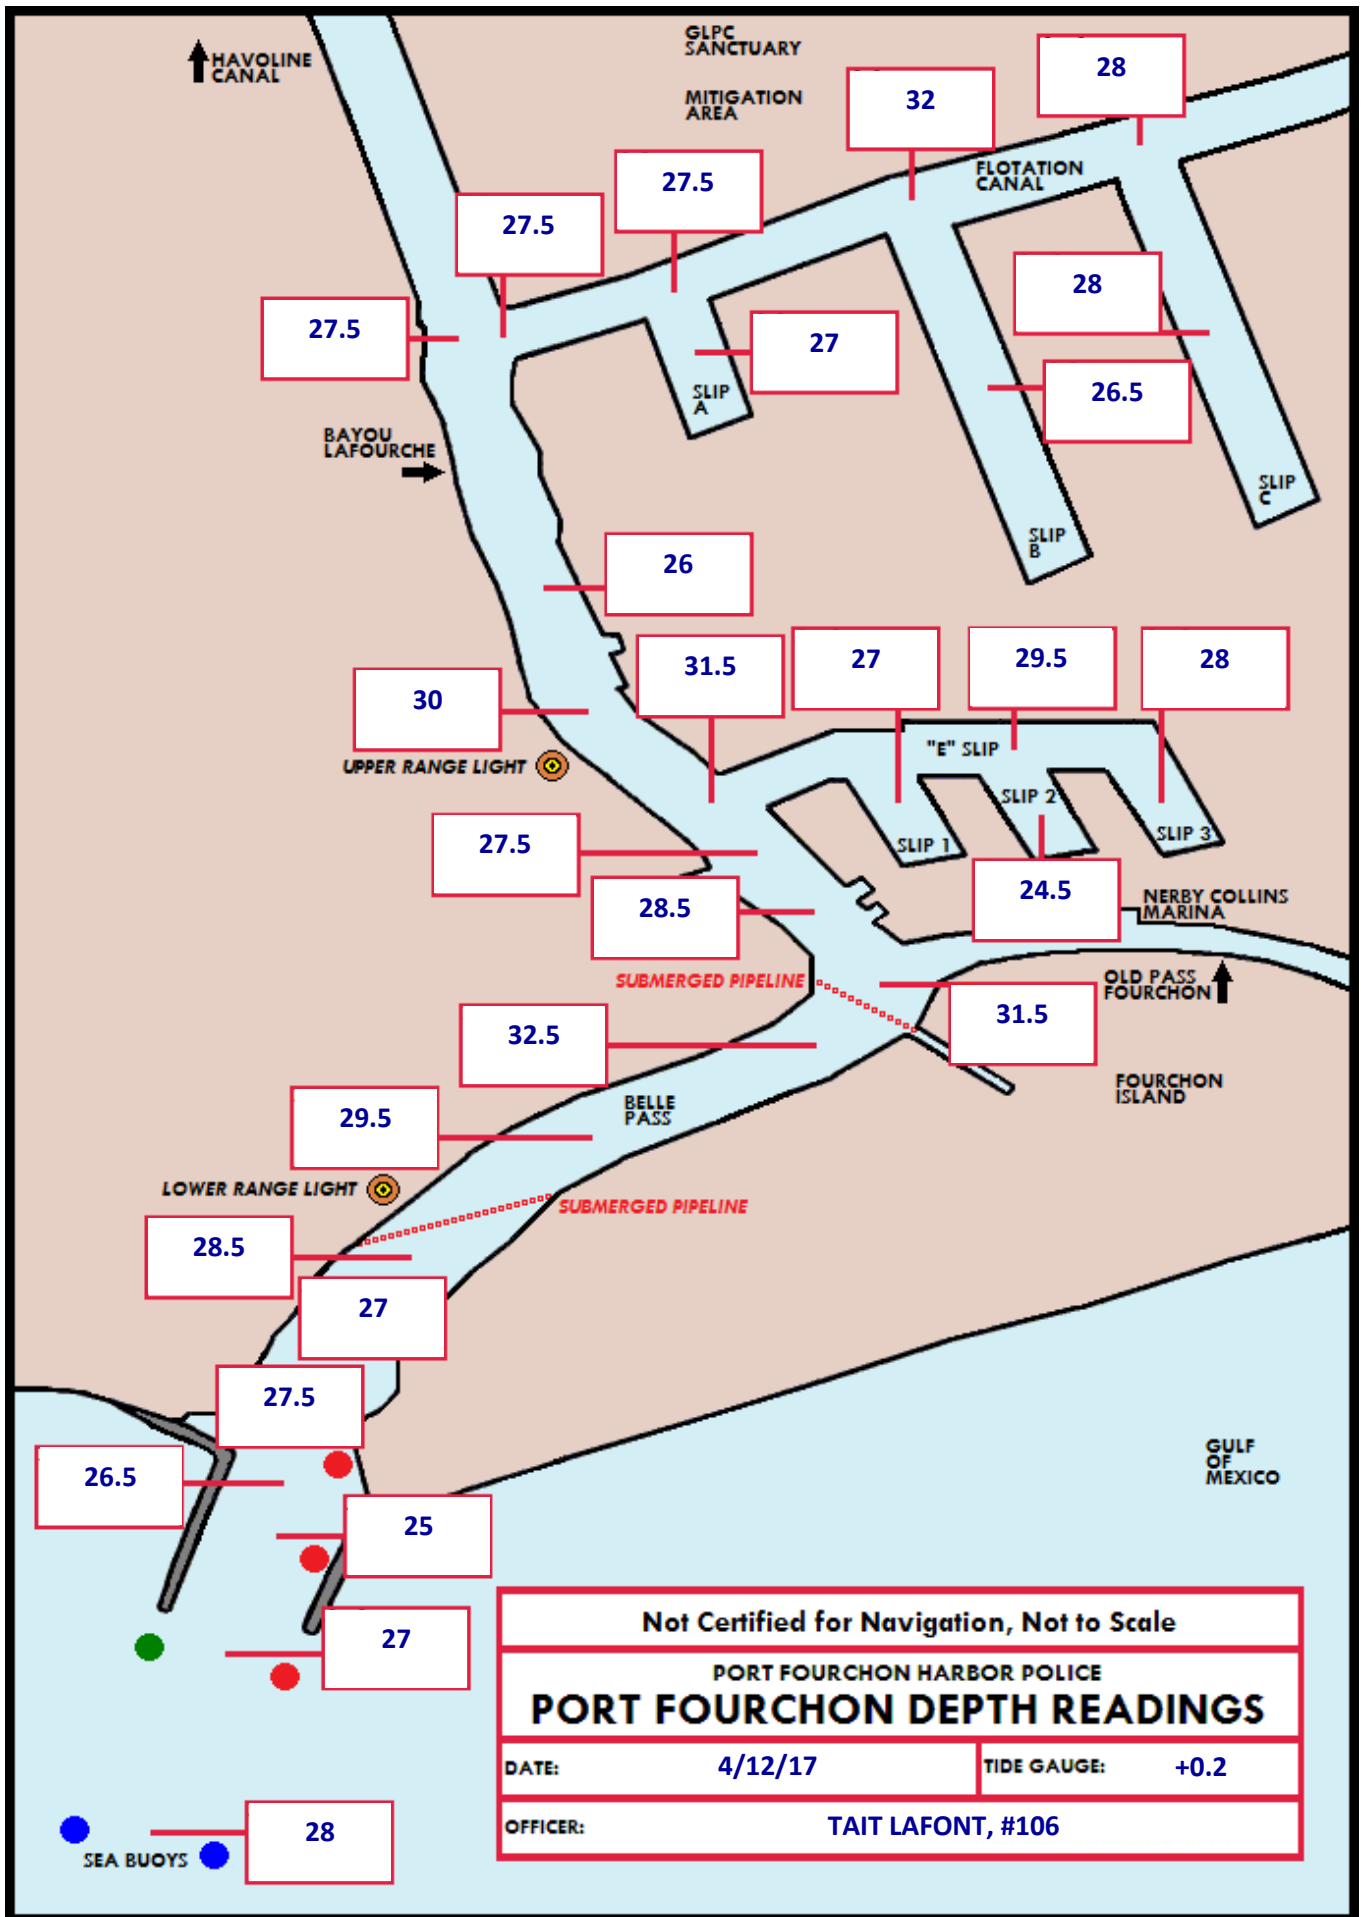 HAVOLINE
CANAL
GLPC
SANCTUARY
MITIGATION
AREA
28
32
FLOTATION
CANAL
27.5
27.5
27.5
27
SLIP
A
28
26.5
BAYOU
LAFOURCHE
SLIP
C
SLIP
B
26
31.5
27
29.5
28
30
"E" SLIP
UPPER RANGE LIGHT
SLIP 2
SLIP 1
SLIP 3
27.5
28.5
24.5
NERBY COLLINS
MARINA
SUBMERGED PIPELINE
OLD PASS
FOURCHON
31.5
32.5
FOURCHON
ISLAND
BELLE
PASS
29.5
LOWER RANGE LIGHT
SUBMERGED PIPELINE
28.5
27
27.5
26.5
GULF
OF
MEXICO
25
27
Not Certified for Navigation, Not to Scale
PORT FOURCHON HARBOR POLICE
PORT FOURCHON DEPTH READINGS
DATE: 4/12/17 TIDE GAUGE: +0.2
OFFICER: TAIT LAFONT, #106
28
SEA BUOYS